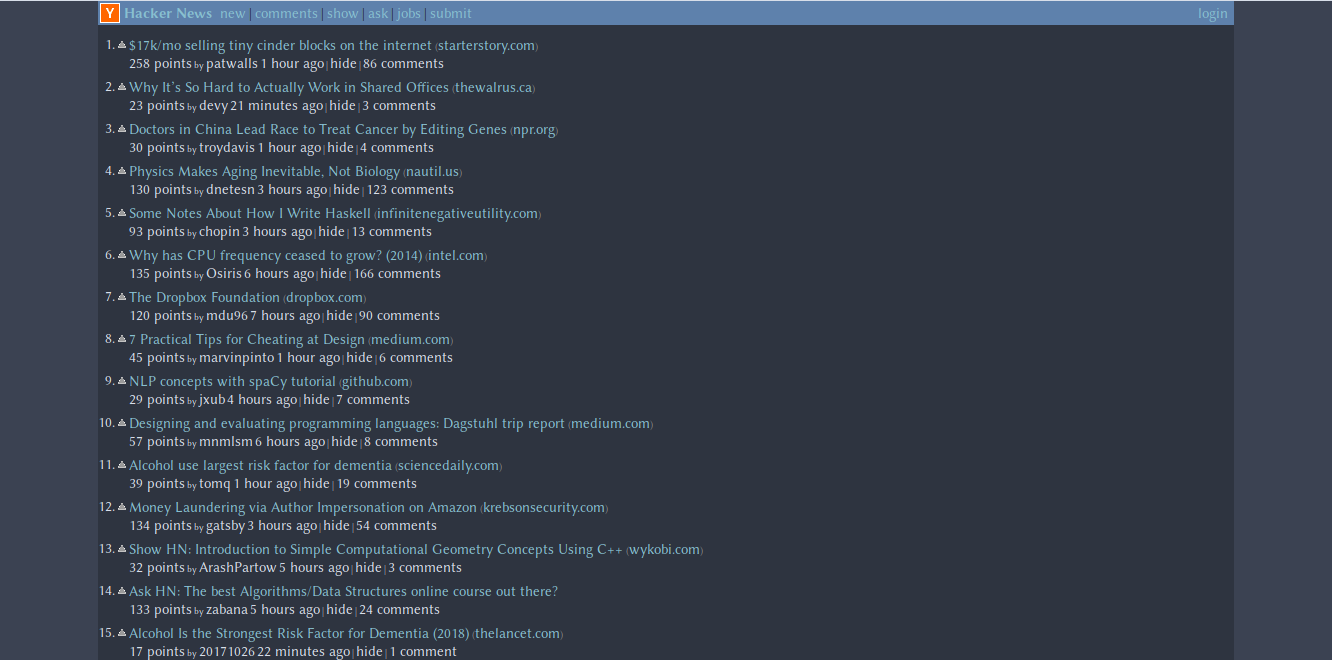 Y Hacker News new | comments | show | ask | jobs | submit login
1. $17k/mo selling tiny cinder blocks on the internet (starterstory.com)
258 points by patwalls 1 hour ago | hide | 86 comments
2. Why It's So Hard to Actually Work in Shared Offices (thewalrus.ca)
23 points by devy 21 minutes ago | hide | 3 comments
3. Doctors in China Lead Race to Treat Cancer by Editing Genes (npr.org)
30 points by troydavis 1 hour ago | hide | 4 comments
4. Physics Makes Aging Inevitable, Not Biology (nautil.us)
130 points by dnetesn 3 hours ago | hide | 123 comments
5. Some Notes About How I Write Haskell (infinitenegativeutility.com)
93 points by chopin 3 hours ago | hide | 13 comments
6. Why has CPU frequency ceased to grow? (2014) (intel.com)
135 points by Osiris 6 hours ago | hide | 166 comments
7. The Dropbox Foundation (dropbox.com)
120 points by mdu96 7 hours ago | hide | 90 comments
8. 7 Practical Tips for Cheating at Design (medium.com)
45 points by marvinpinto 1 hour ago | hide | 6 comments
9. NLP concepts with spaCy tutorial (github.com)
29 points by jxub 4 hours ago | hide | 7 comments
10. Designing and evaluating programming languages: Dagstuhl trip report (medium.com)
57 points by mnmlsm 6 hours ago | hide | 8 comments
11. Alcohol use largest risk factor for dementia (sciencedaily.com)
39 points by tomq 1 hour ago | hide | 19 comments
12. Money Laundering via Author Impersonation on Amazon (krebsonsecurity.com)
134 points by gatsby 3 hours ago | hide | 54 comments
13. Show HN: Introduction to Simple Computational Geometry Concepts Using C++ (wykobi.com)
32 points by ArashPartow 5 hours ago | hide | 3 comments
14. Ask HN: The best Algorithms/Data Structures online course out there?
133 points by zabana 5 hours ago | hide | 24 comments
15. Alcohol Is the Strongest Risk Factor for Dementia (2018) (thelancet.com)
17 points by 20171026 22 minutes ago | hide | 1 comment